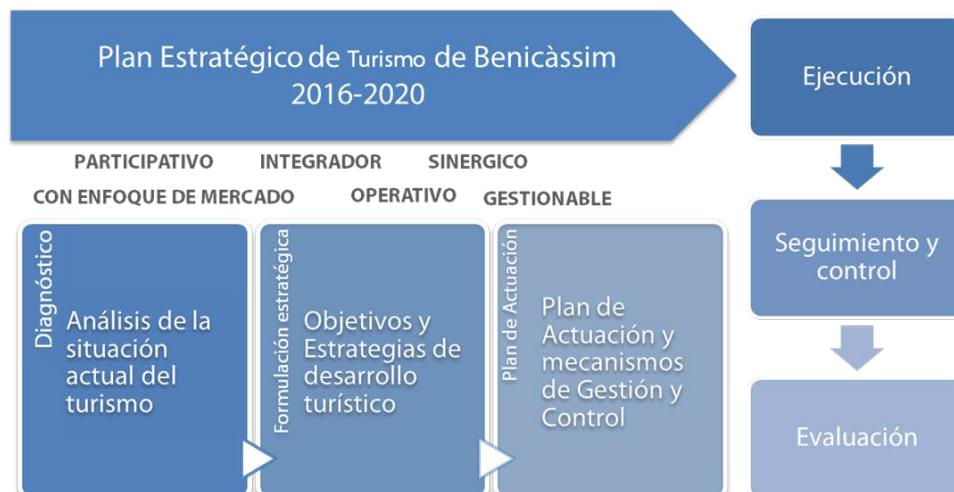 Plan Estratégico de Turismo de Benicàssim
2016-2020
PARTICIPATIVO INTEGRADOR SINERGICO
CON ENFOQUE DE MERCADO OPERATIVO GESTIONABLE
Diagnóstico
Análisis de la
situación
actual del
turismo
Formulación estratégica
Objetivos y
Estrategias de
desarrollo
turístico
Plan de Actuación
Plan de
Actuación y
mecanismos
de Gestión y
Control
Ejecución
Seguimiento y
control
Evaluación